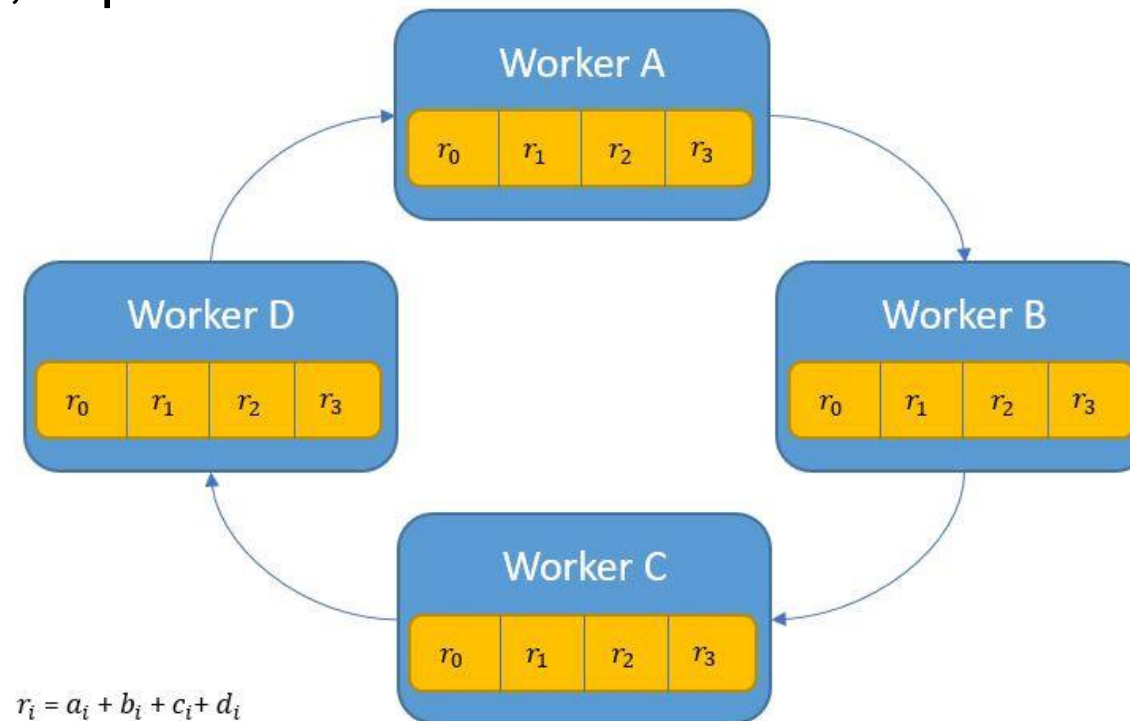 Worker A
r₀ r₁ r₂ r₃
Worker D
r₀ r₁ r₂ r₃
Worker B
r₀ r₁ r₂ r₃
Worker C
r₀ r₁ r₂ r₃
rᵢ = aᵢ + bᵢ + cᵢ+ dᵢ